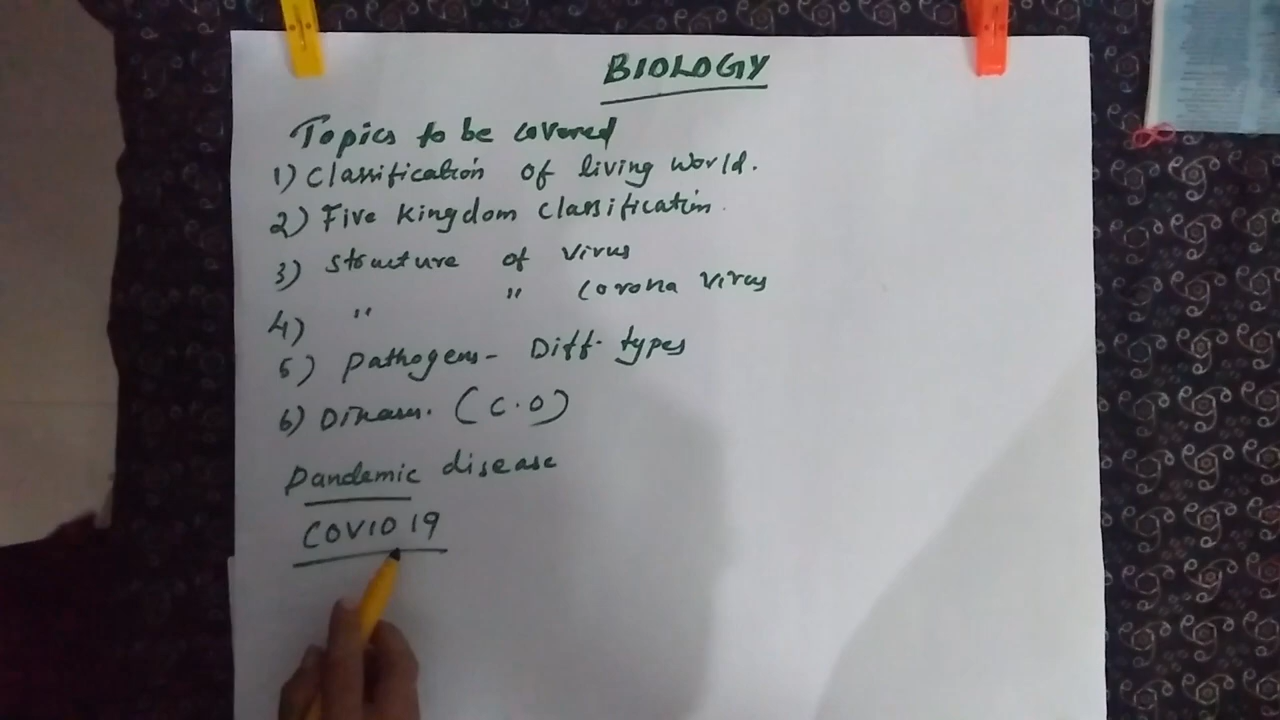 BIOLOGY
Topics to be covered
1) Classification of living world.
2) Five kingdom classification.
3) structure of virus
4) " " Corona virus
5) Pathogens - Diff. types
6) Diseases. (C.D)
Pandemic disease
COVID 19